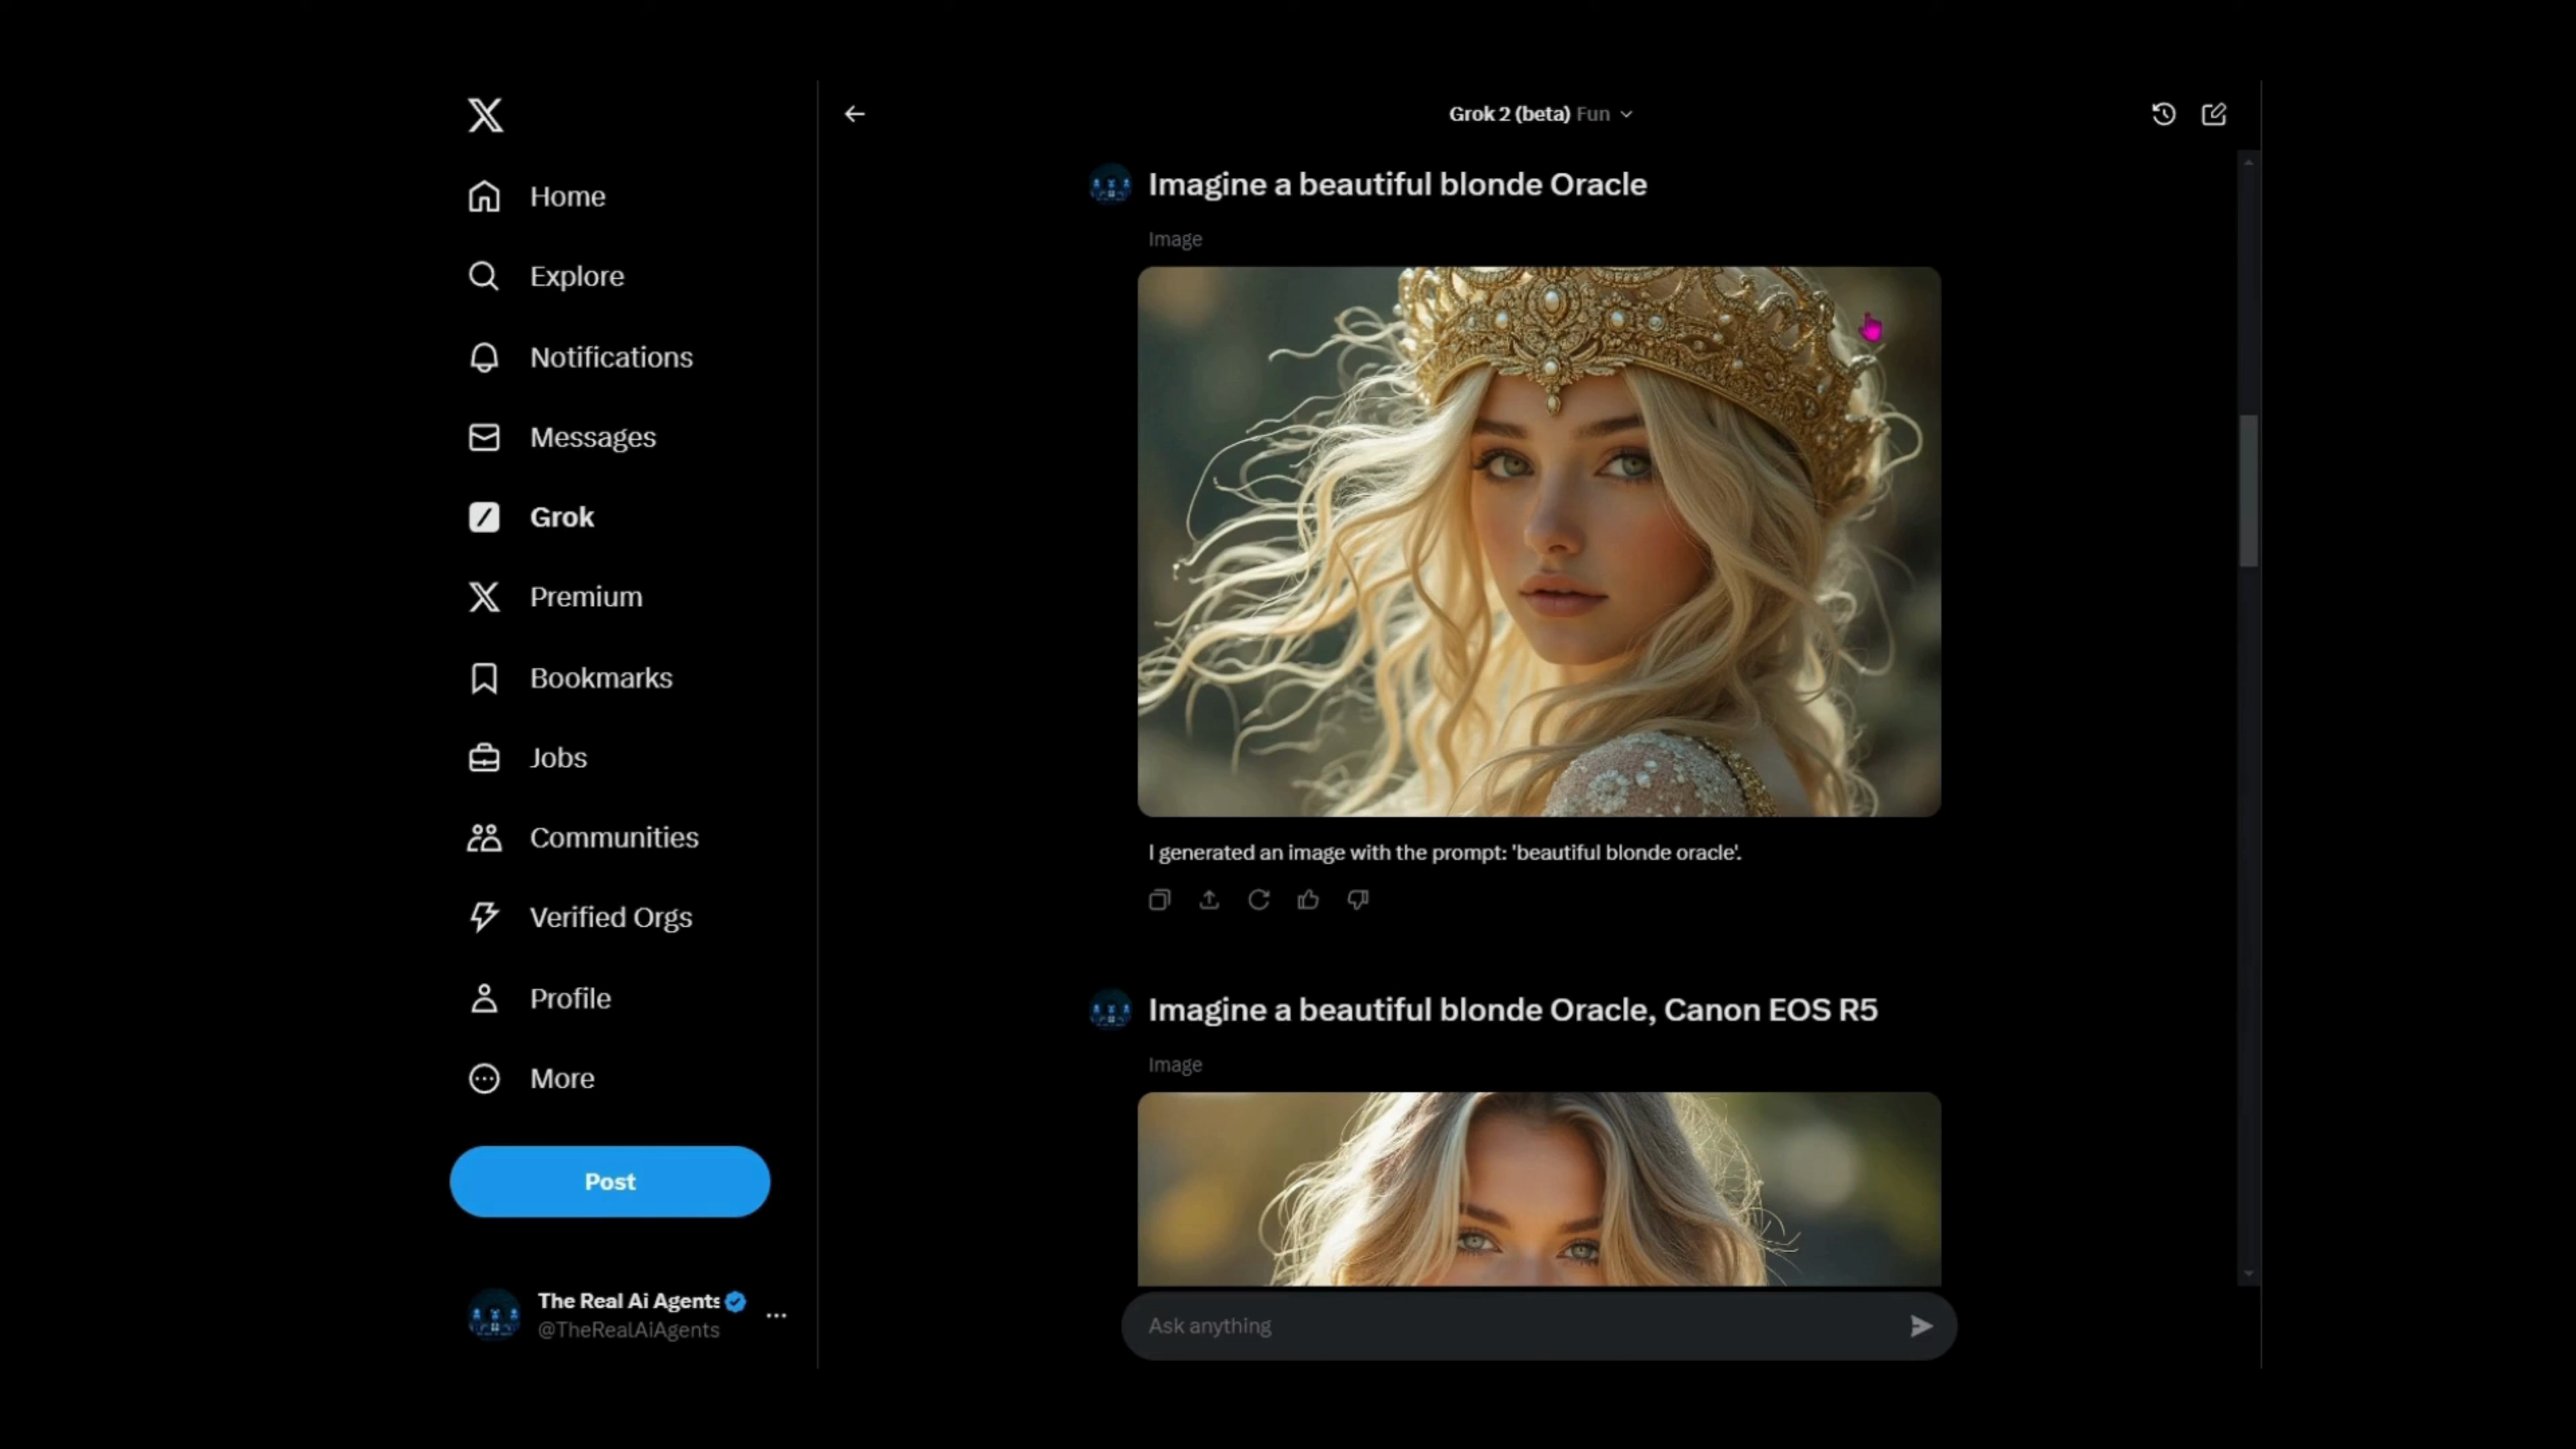 Home
Explore
Notifications
Messages
Grok
Premium
Bookmarks
Jobs
Communities
Verified Orgs
Profile
More
Post
The Real Ai Agents
@TheRealAiAgents
Grok 2 (beta) Fun
Imagine a beautiful blonde Oracle
Image
I generated an image with the prompt: 'beautiful blonde oracle'.
Imagine a beautiful blonde Oracle, Canon EOS R5
Image
Ask anything